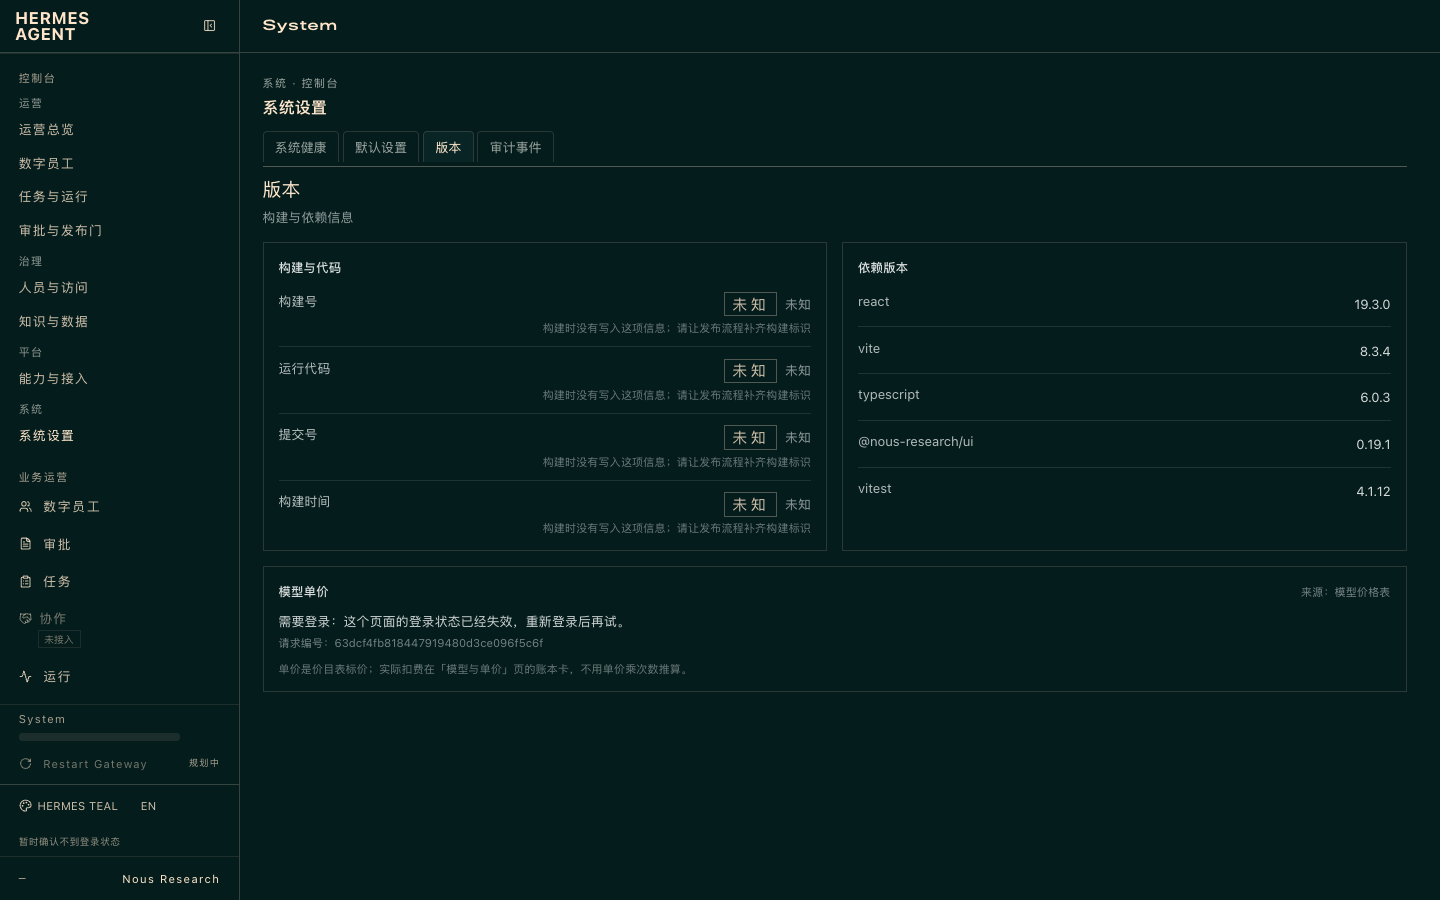 HERMES
AGENT
System
控制台
运营
运营总览
数字员工
任务与运行
审批与发布门
治理
人员与访问
知识与数据
平台
能力与接入
系统
系统设置
业务运营
数字员工
审批
任务
协作
未接入
运行
System
Restart Gateway 规划中
HERMES TEAL EN
暂时确认不到登录状态
– Nous Research
系统 · 控制台
系统设置
系统健康 默认设置 版本 审计事件
版本
构建与依赖信息
构建与代码
构建号 未知 未知
构建时没有写入这项信息；请让发布流程补齐构建标识
运行代码 未知 未知
构建时没有写入这项信息；请让发布流程补齐构建标识
提交号 未知 未知
构建时没有写入这项信息；请让发布流程补齐构建标识
构建时间 未知 未知
构建时没有写入这项信息；请让发布流程补齐构建标识
依赖版本
react 19.3.0
vite 8.3.4
typescript 6.0.3
@nous-research/ui 0.19.1
vitest 4.1.12
模型单价 来源：模型价格表
需要登录：这个页面的登录状态已经失效，重新登录后再试。
请求编号：63dcf4fb818447919480d3ce096f5c6f
单价是价目表标价；实际扣费在「模型与单价」页的账本卡，不用单价乘次数推算。